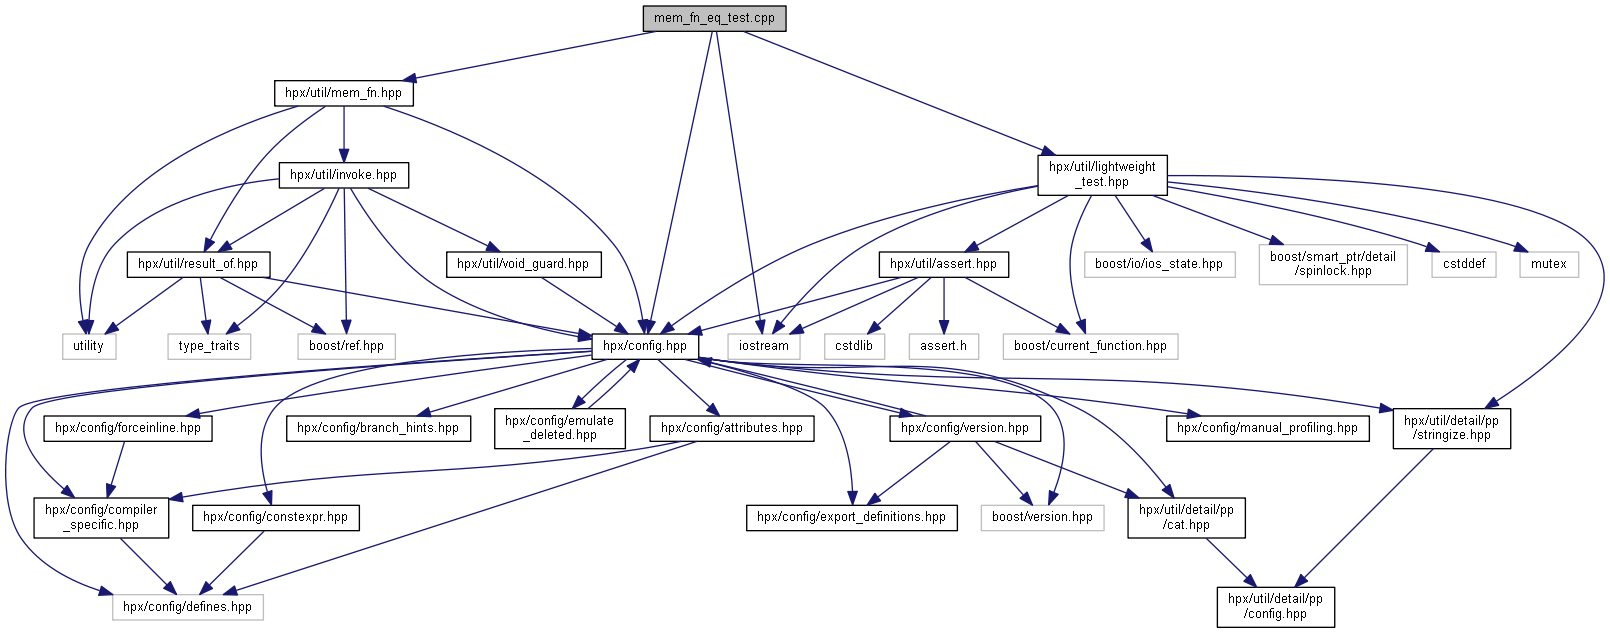 mem_fn_eq_test.cpp
hpx/util/mem_fn.hpp
hpx/util/invoke.hpp
hpx/util/lightweight
_test.hpp
hpx/util/result_of.hpp
hpx/util/void_guard.hpp
hpx/util/assert.hpp
boost/io/ios_state.hpp
boost/smart_ptr/detail
/spinlock.hpp
cstddef
mutex
utility
type_traits
boost/ref.hpp
hpx/config.hpp
iostream
cstdlib
assert.h
boost/current_function.hpp
hpx/config/forceinline.hpp
hpx/config/branch_hints.hpp
hpx/config/emulate
_deleted.hpp
hpx/config/attributes.hpp
hpx/config/version.hpp
hpx/config/manual_profiling.hpp
hpx/util/detail/pp
/stringize.hpp
hpx/config/compiler
_specific.hpp
hpx/config/constexpr.hpp
hpx/config/export_definitions.hpp
boost/version.hpp
hpx/util/detail/pp
/cat.hpp
hpx/config/defines.hpp
hpx/util/detail/pp
/config.hpp